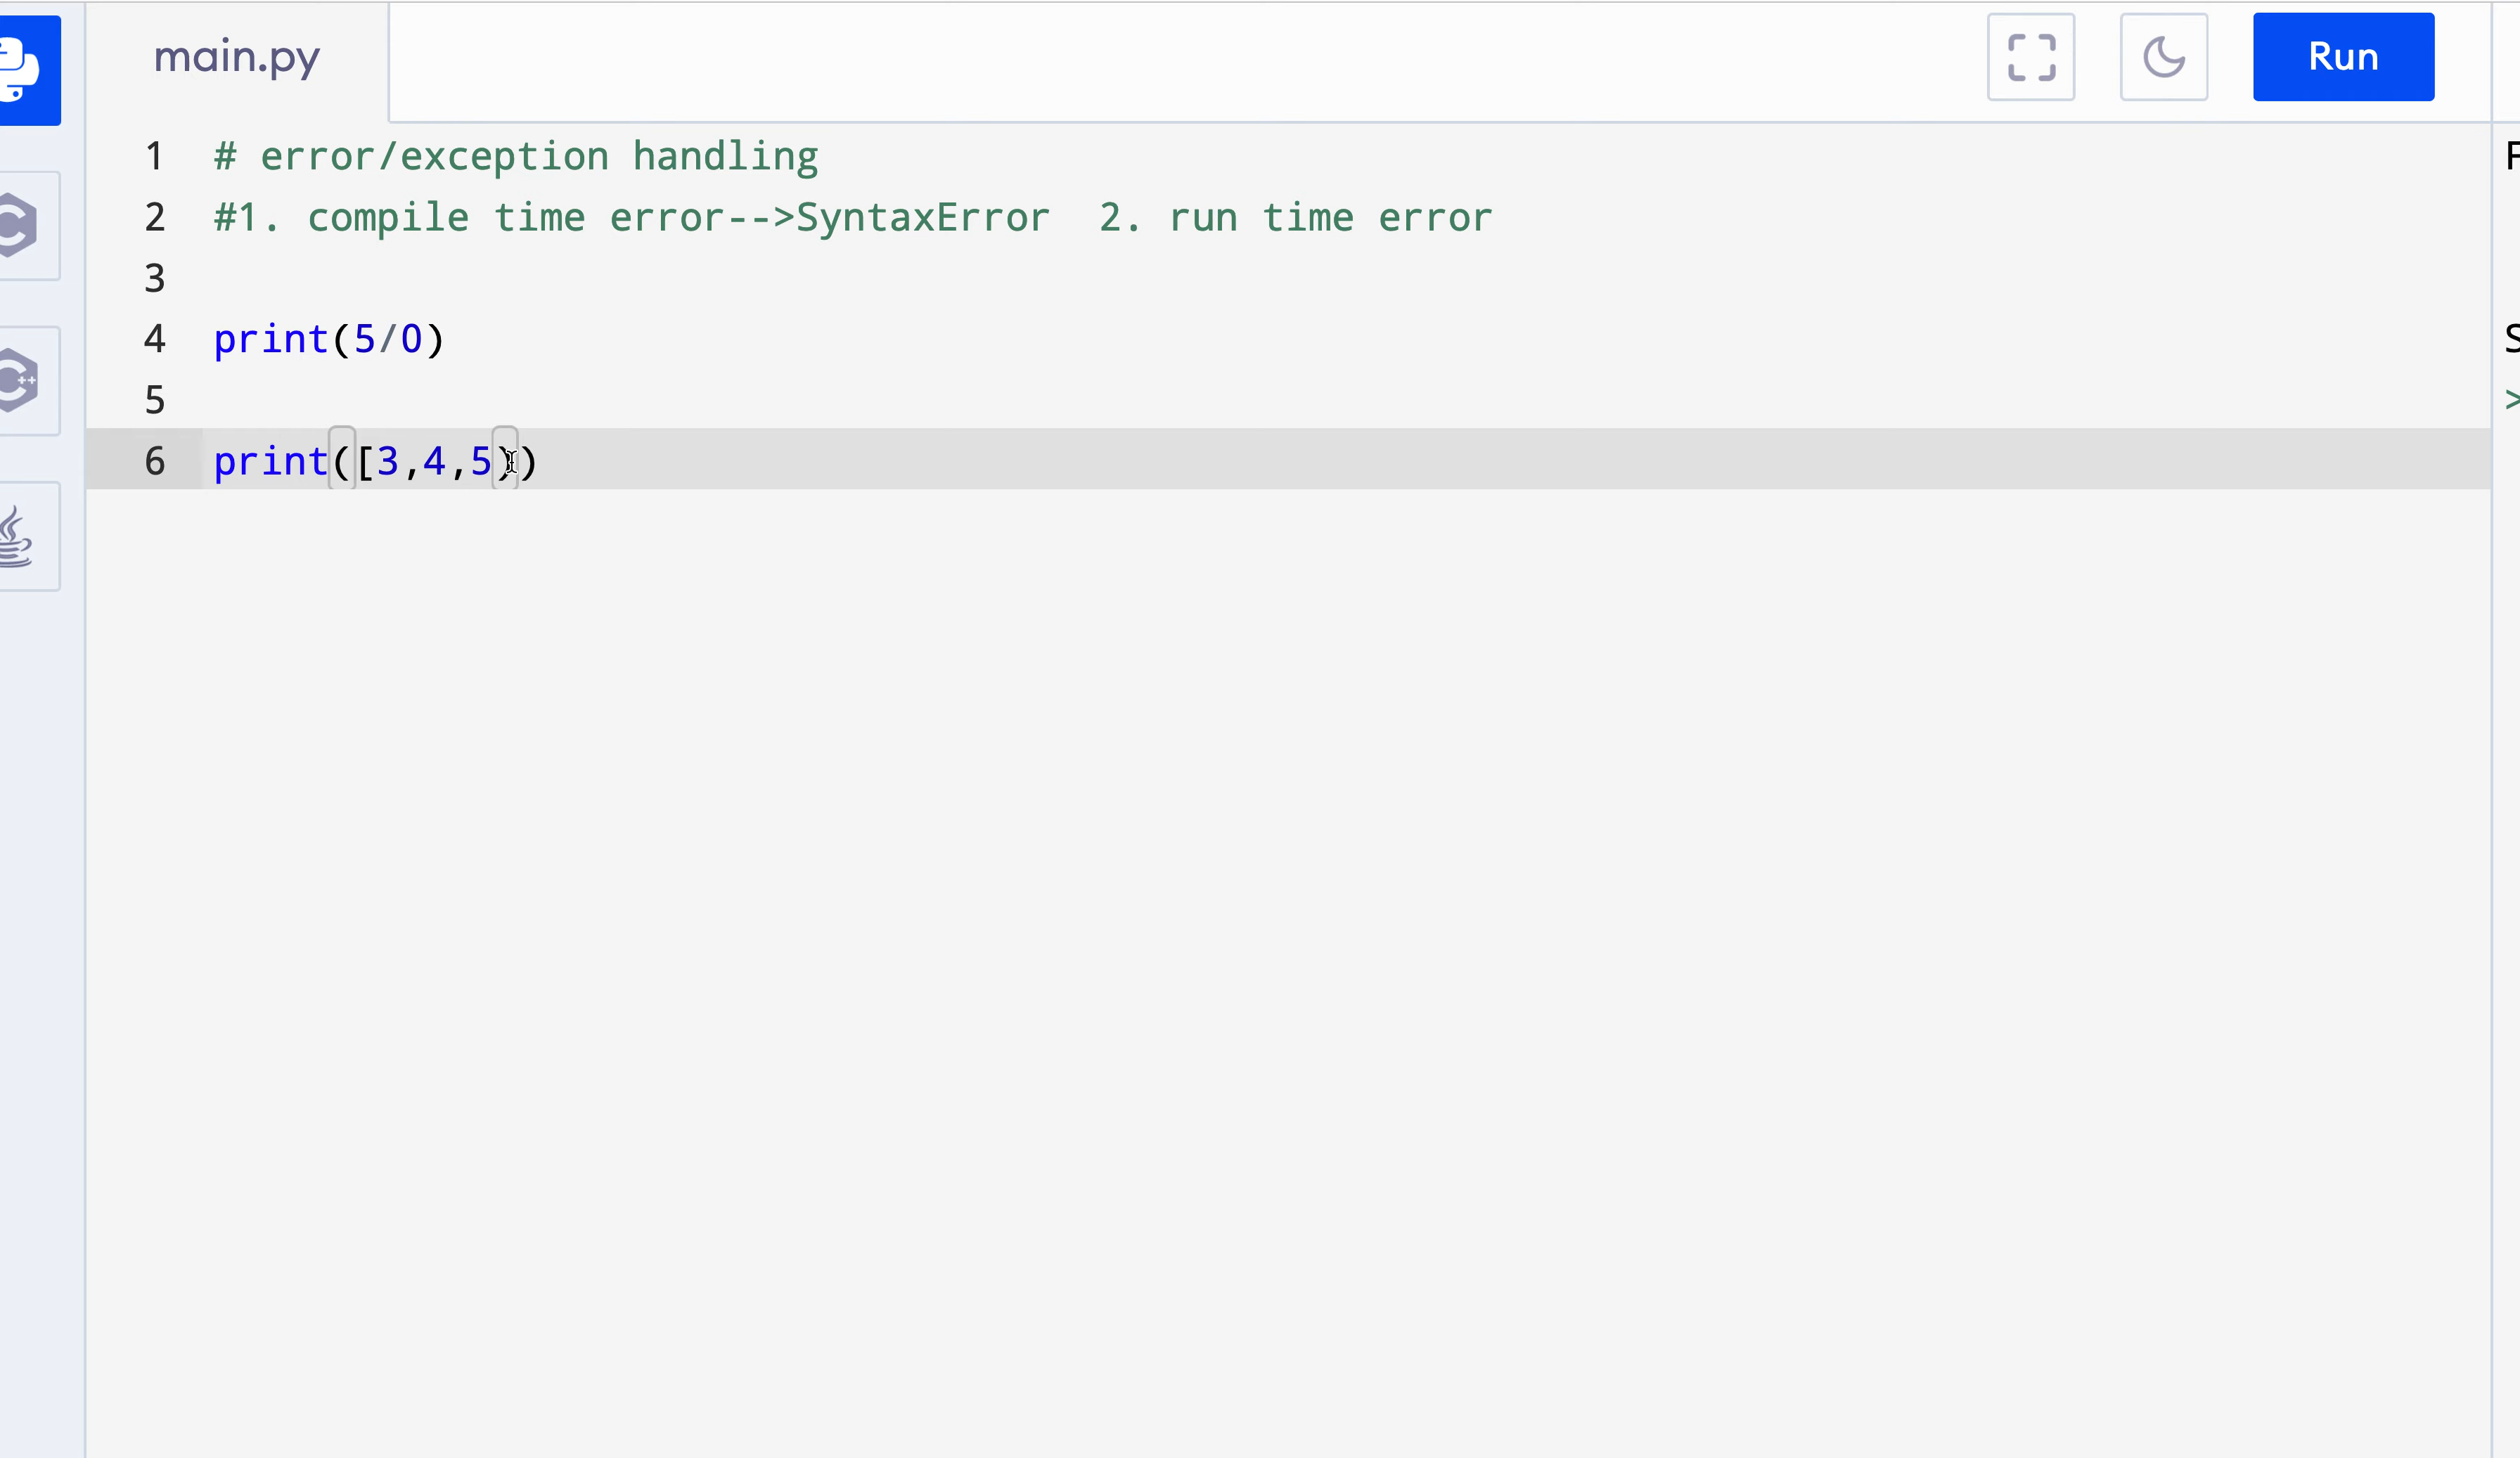 main.py
Run
1 # error/exception handling
2 #1. compile time error-->SyntaxError  2. run time error
3
4 print(5/0)
5
6 print([3,4,5))
F
S
>